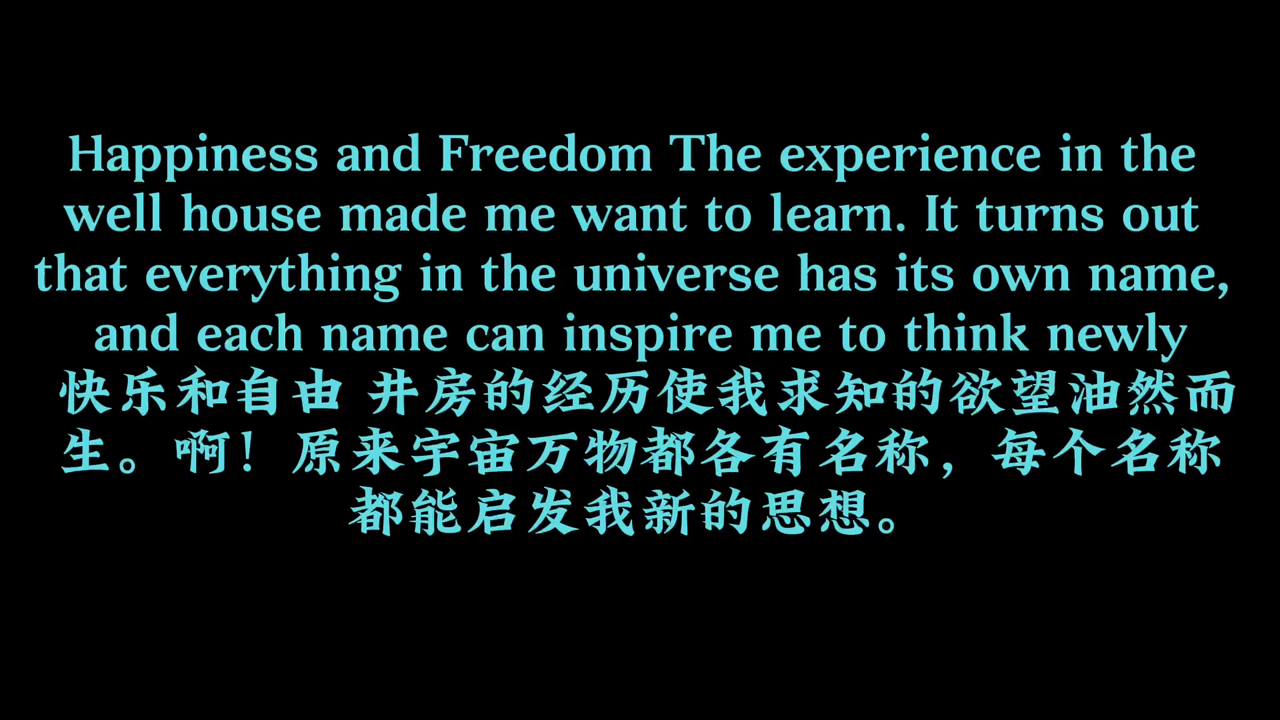 Happiness and Freedom The experience in the
well house made me want to learn. It turns out
that everything in the universe has its own name,
and each name can inspire me to think newly
快乐和自由 井房的经历使我求知的欲望油然而
生。啊！原来宇宙万物都各有名称，每个名称
都能启发我新的思想。